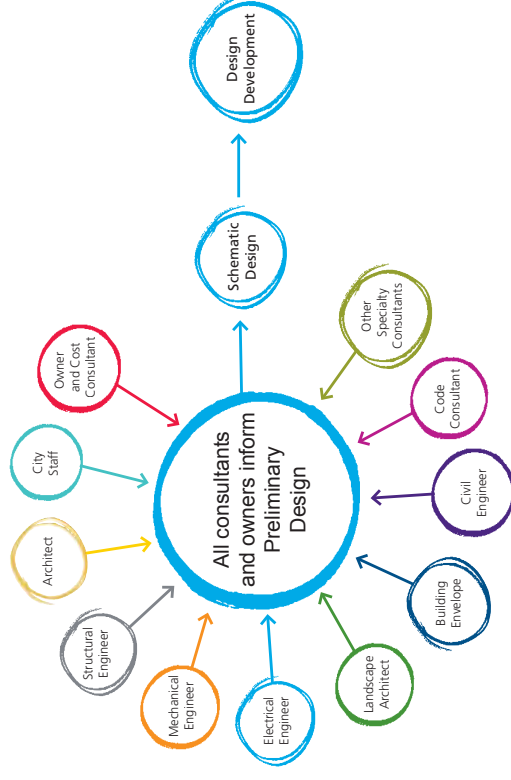 Owner
and Cost
Consultant
City
Staff
Architect
Structural
Engineer
Mechanical
Engineer
Electrical
Engineer
Landscape
Architect
Building
Envelope
Civil
Engineer
Code
Consultant
Other
Specialty
Consultants
All consultants
and owners inform
Preliminary
Design
Schematic
Design
Design
Development